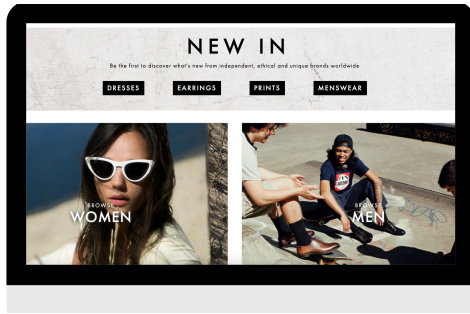 NEW IN
Be the first to discover what's new from independent, ethical and unique brands worldwide
DRESSES EARRINGS PRINTS MENSWEAR
BROWSE
WOMEN
BROWSE
MEN